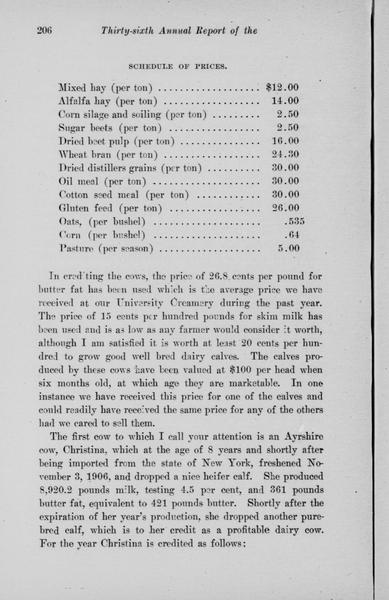 206 Thirty-sixth Annual Report of the
SCHEDULE OF PRICES.
Mixed hay (per ton) ................... $12.00
Alfalfa hay (per ton) .................. 14.00
Corn silage and soiling (per ton) ......... 2.50
Sugar beets (per ton) ................. 2.50
Dried beet pulp (per ton) ............... 16.00
Wheat bran (per ton) .................. 24.30
Dried distillers grains (per ton) .......... 30.00
Oil meal (per ton) .................... 30.00
Cotton seed meal (per ton) ............. 30.00
Gluten feed (per ton) ................. 26.00
Oats, (per bushel) .................... .535
Corn (per bushel) .................... .64
Pasture (per season) ................... 5.00
In crediting the cows, the price of 26.8 cents per pound for
butter fat has been used which is the average price we have
received at our University Creamery during the past year.
The price of 15 cents per hundred pounds for skim milk has
been used and is as low as any farmer would consider it worth,
although I am satisfied it is worth at least 20 cents per hun-
dred to grow good well bred dairy calves. The calves pro-
duced by these cows have been valued at $100 per head when
six months old, at which age they are marketable. In one
instance we have received this price for one of the calves and
could readily have received the same price for any of the others
had we cared to sell them.
The first cow to which I call your attention is an Ayrshire
cow, Christina, which at the age of 8 years and shortly after
being imported from the state of New York, freshened No-
vember 3, 1906, and dropped a nice heifer calf. She produced
8,920.2 pounds milk, testing 4.5 per cent, and 361 pounds
butter fat, equivalent to 421 pounds butter. Shortly after the
expiration of her year's production, she dropped another pure-
bred calf, which is to her credit as a profitable dairy cow.
For the year Christina is credited as follows: